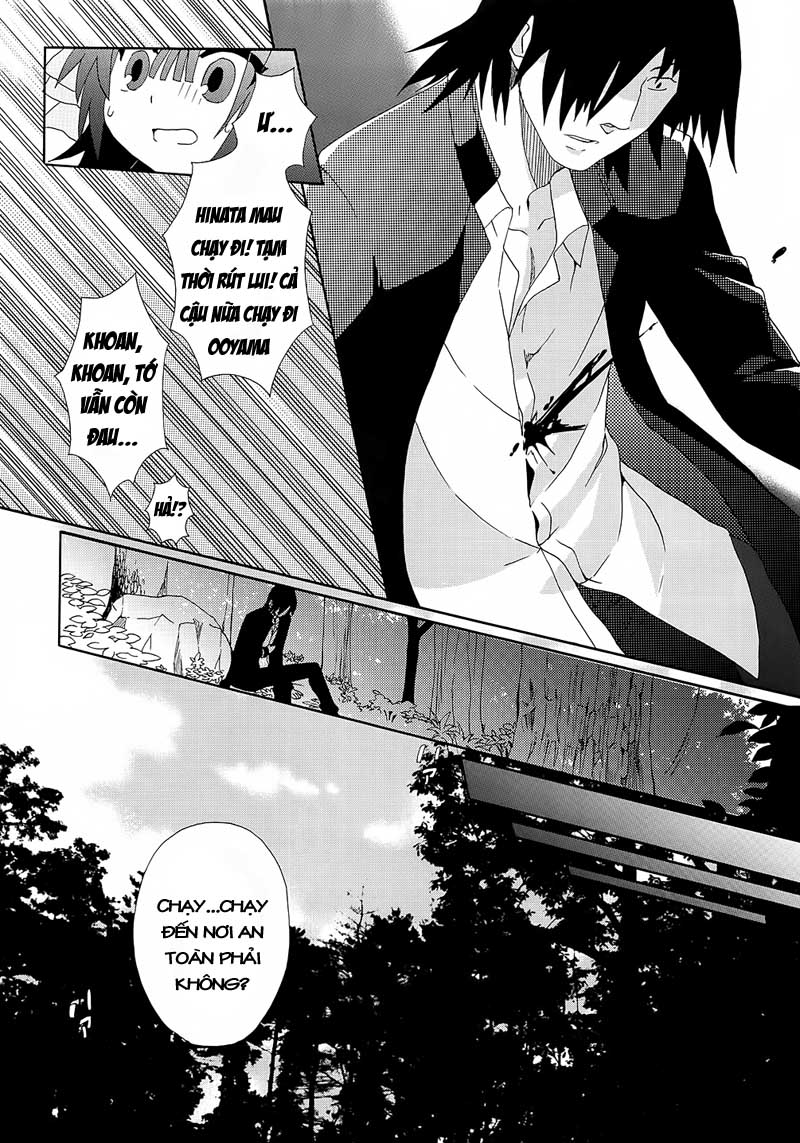 Ư...
HINATA MAU
CHẠY ĐI! TẠM
THỜI RÚT LUI! CẢ
CẬU NỮA CHẠY ĐI
OOYAMA
KHOAN,
KHOAN, TỚ
VẪN CÒN
ĐAU...
HẢ!?
CHẠY...CHẠY
ĐẾN NƠI AN
TOÀN PHẢI
KHÔNG?